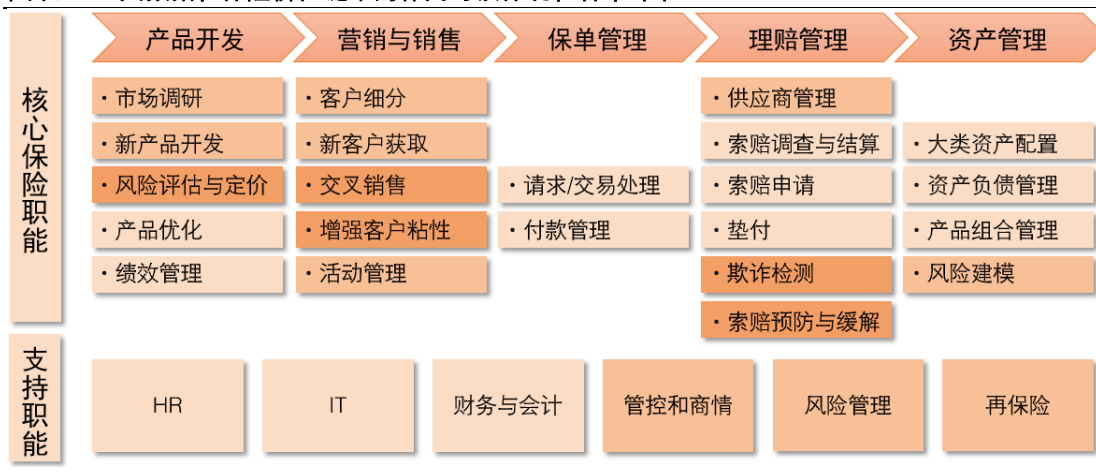 核心保险职能
产品开发
营销与销售
保单管理
理赔管理
资产管理
·市场调研
·新产品开发
·风险评估与定价
·产品优化
·绩效管理
·客户细分
·新客户获取
·交叉销售
·增强客户粘性
·活动管理
·请求/交易处理
·付款管理
·供应商管理
·索赔调查与结算
·索赔申请
·垫付
·欺诈检测
·索赔预防与缓解
·大类资产配置
·资产负债管理
·产品组合管理
·风险建模
支持职能
HR
IT
财务与会计
管控和商情
风险管理
再保险